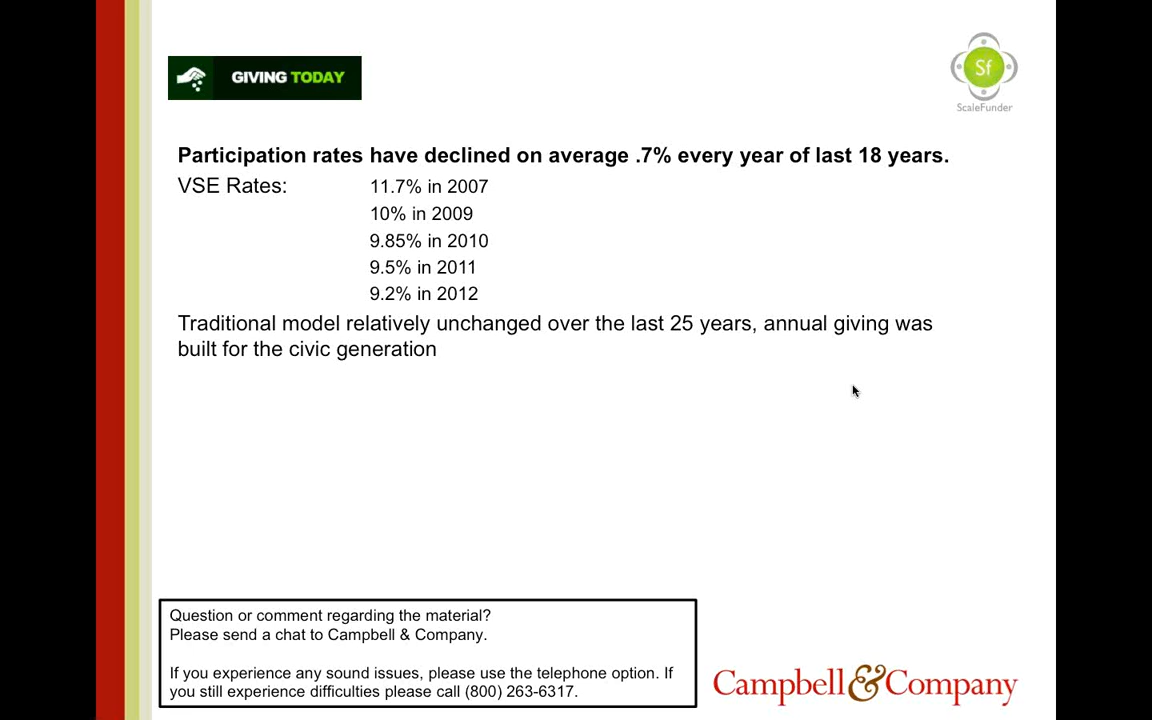 GIVING TODAY
Sf
ScaleFunder
Participation rates have declined on average .7% every year of last 18 years.
VSE Rates: 11.7% in 2007
10% in 2009
9.85% in 2010
9.5% in 2011
9.2% in 2012
Traditional model relatively unchanged over the last 25 years, annual giving was
built for the civic generation
Question or comment regarding the material?
Please send a chat to Campbell & Company.
If you experience any sound issues, please use the telephone option. If
you still experience difficulties please call (800) 263-6317.
Campbell & Company